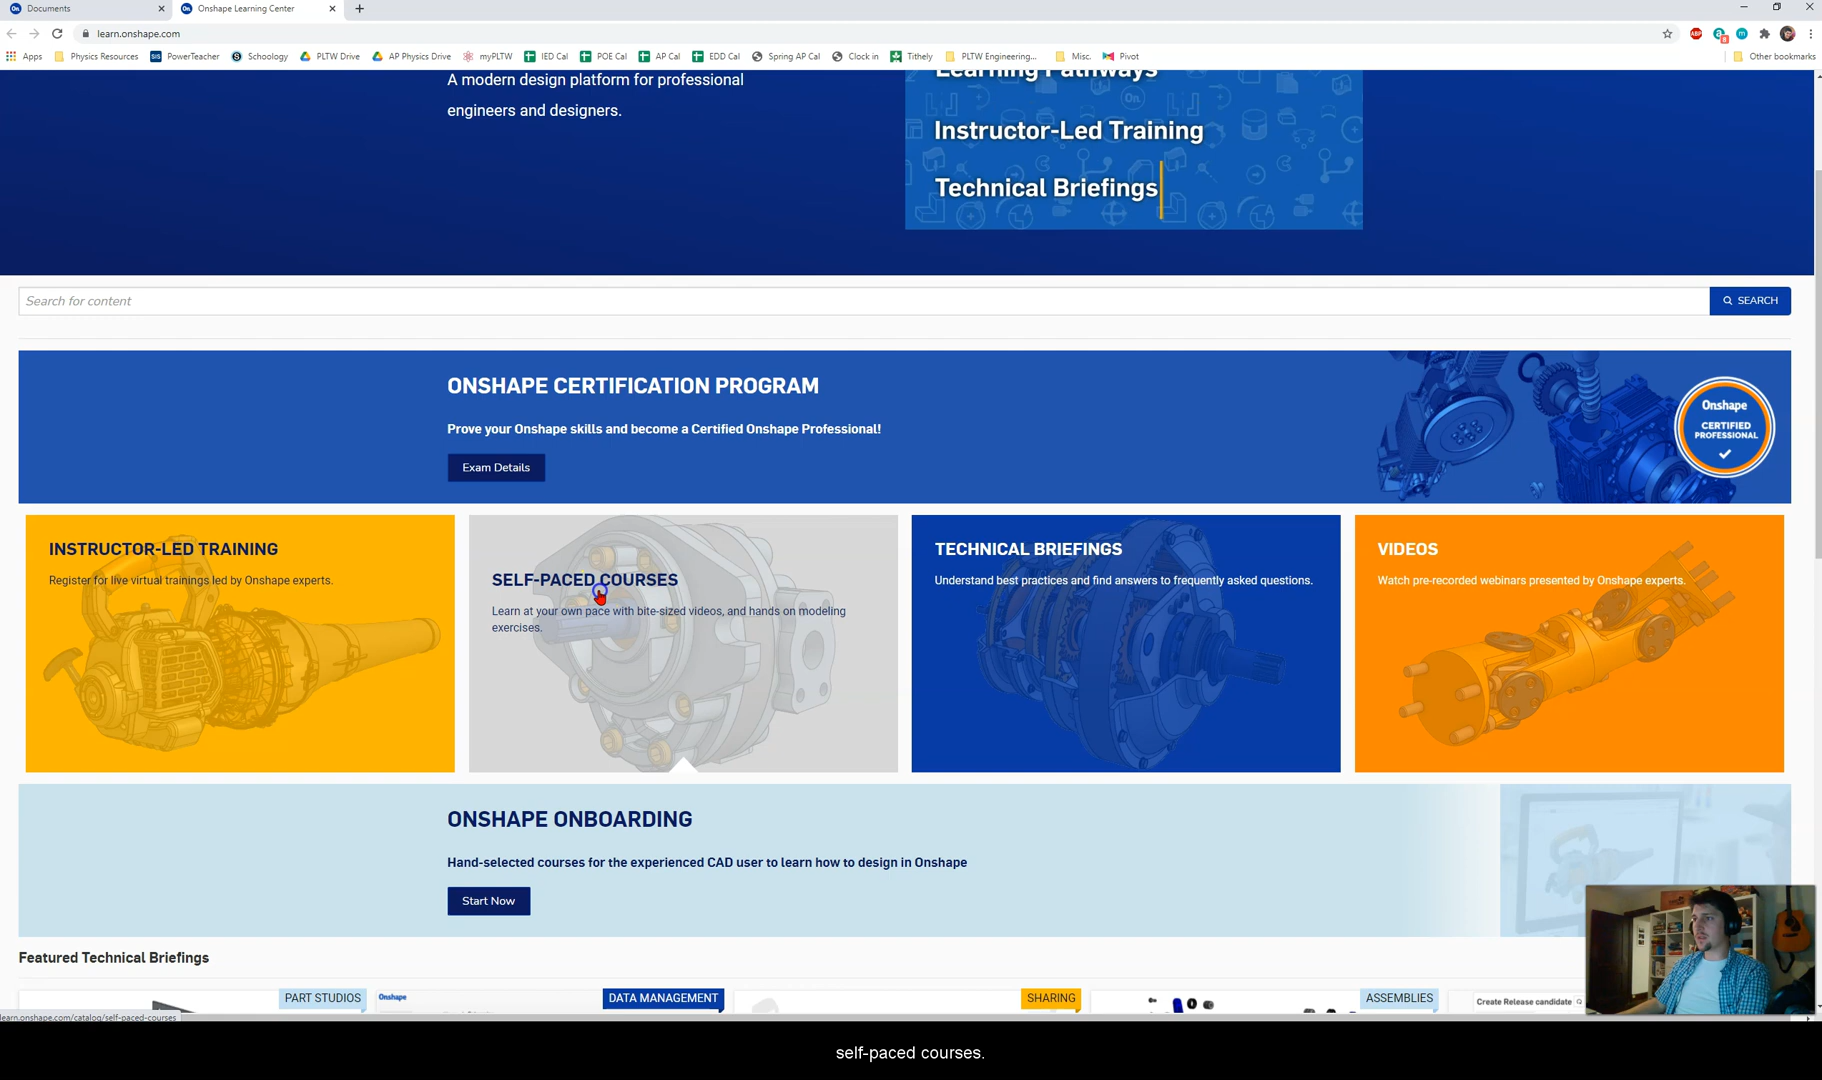 Documents
Onshape Learning Center
learn.onshape.com
Apps
Physics Resources
PowerTeacher
Schoology
PLTW Drive
AP Physics Drive
myPLTW
IED Cal
POE Cal
AP Cal
EDD Cal
Spring AP Cal
Clock in
Tithely
PLTW Engineering...
Misc.
Pivot
Other bookmarks
A modern design platform for professional
engineers and designers.
Learning Pathways
Instructor-Led Training
Technical Briefings
Search for content
SEARCH
ONSHAPE CERTIFICATION PROGRAM
Prove your Onshape skills and become a Certified Onshape Professional!
Exam Details
Onshape
CERTIFIED
PROFESSIONAL
INSTRUCTOR-LED TRAINING
Register for live virtual trainings led by Onshape experts.
SELF-PACED COURSES
Learn at your own pace with bite-sized videos, and hands on modeling
exercises.
TECHNICAL BRIEFINGS
Understand best practices and find answers to frequently asked questions.
VIDEOS
Watch pre-recorded webinars presented by Onshape experts.
ONSHAPE ONBOARDING
Hand-selected courses for the experienced CAD user to learn how to design in Onshape
Start Now
Featured Technical Briefings
PART STUDIOS
Onshape
DATA MANAGEMENT
SHARING
ASSEMBLIES
Create Release candidate
learn.onshape.com/catalog/self-paced-courses
self-paced courses.